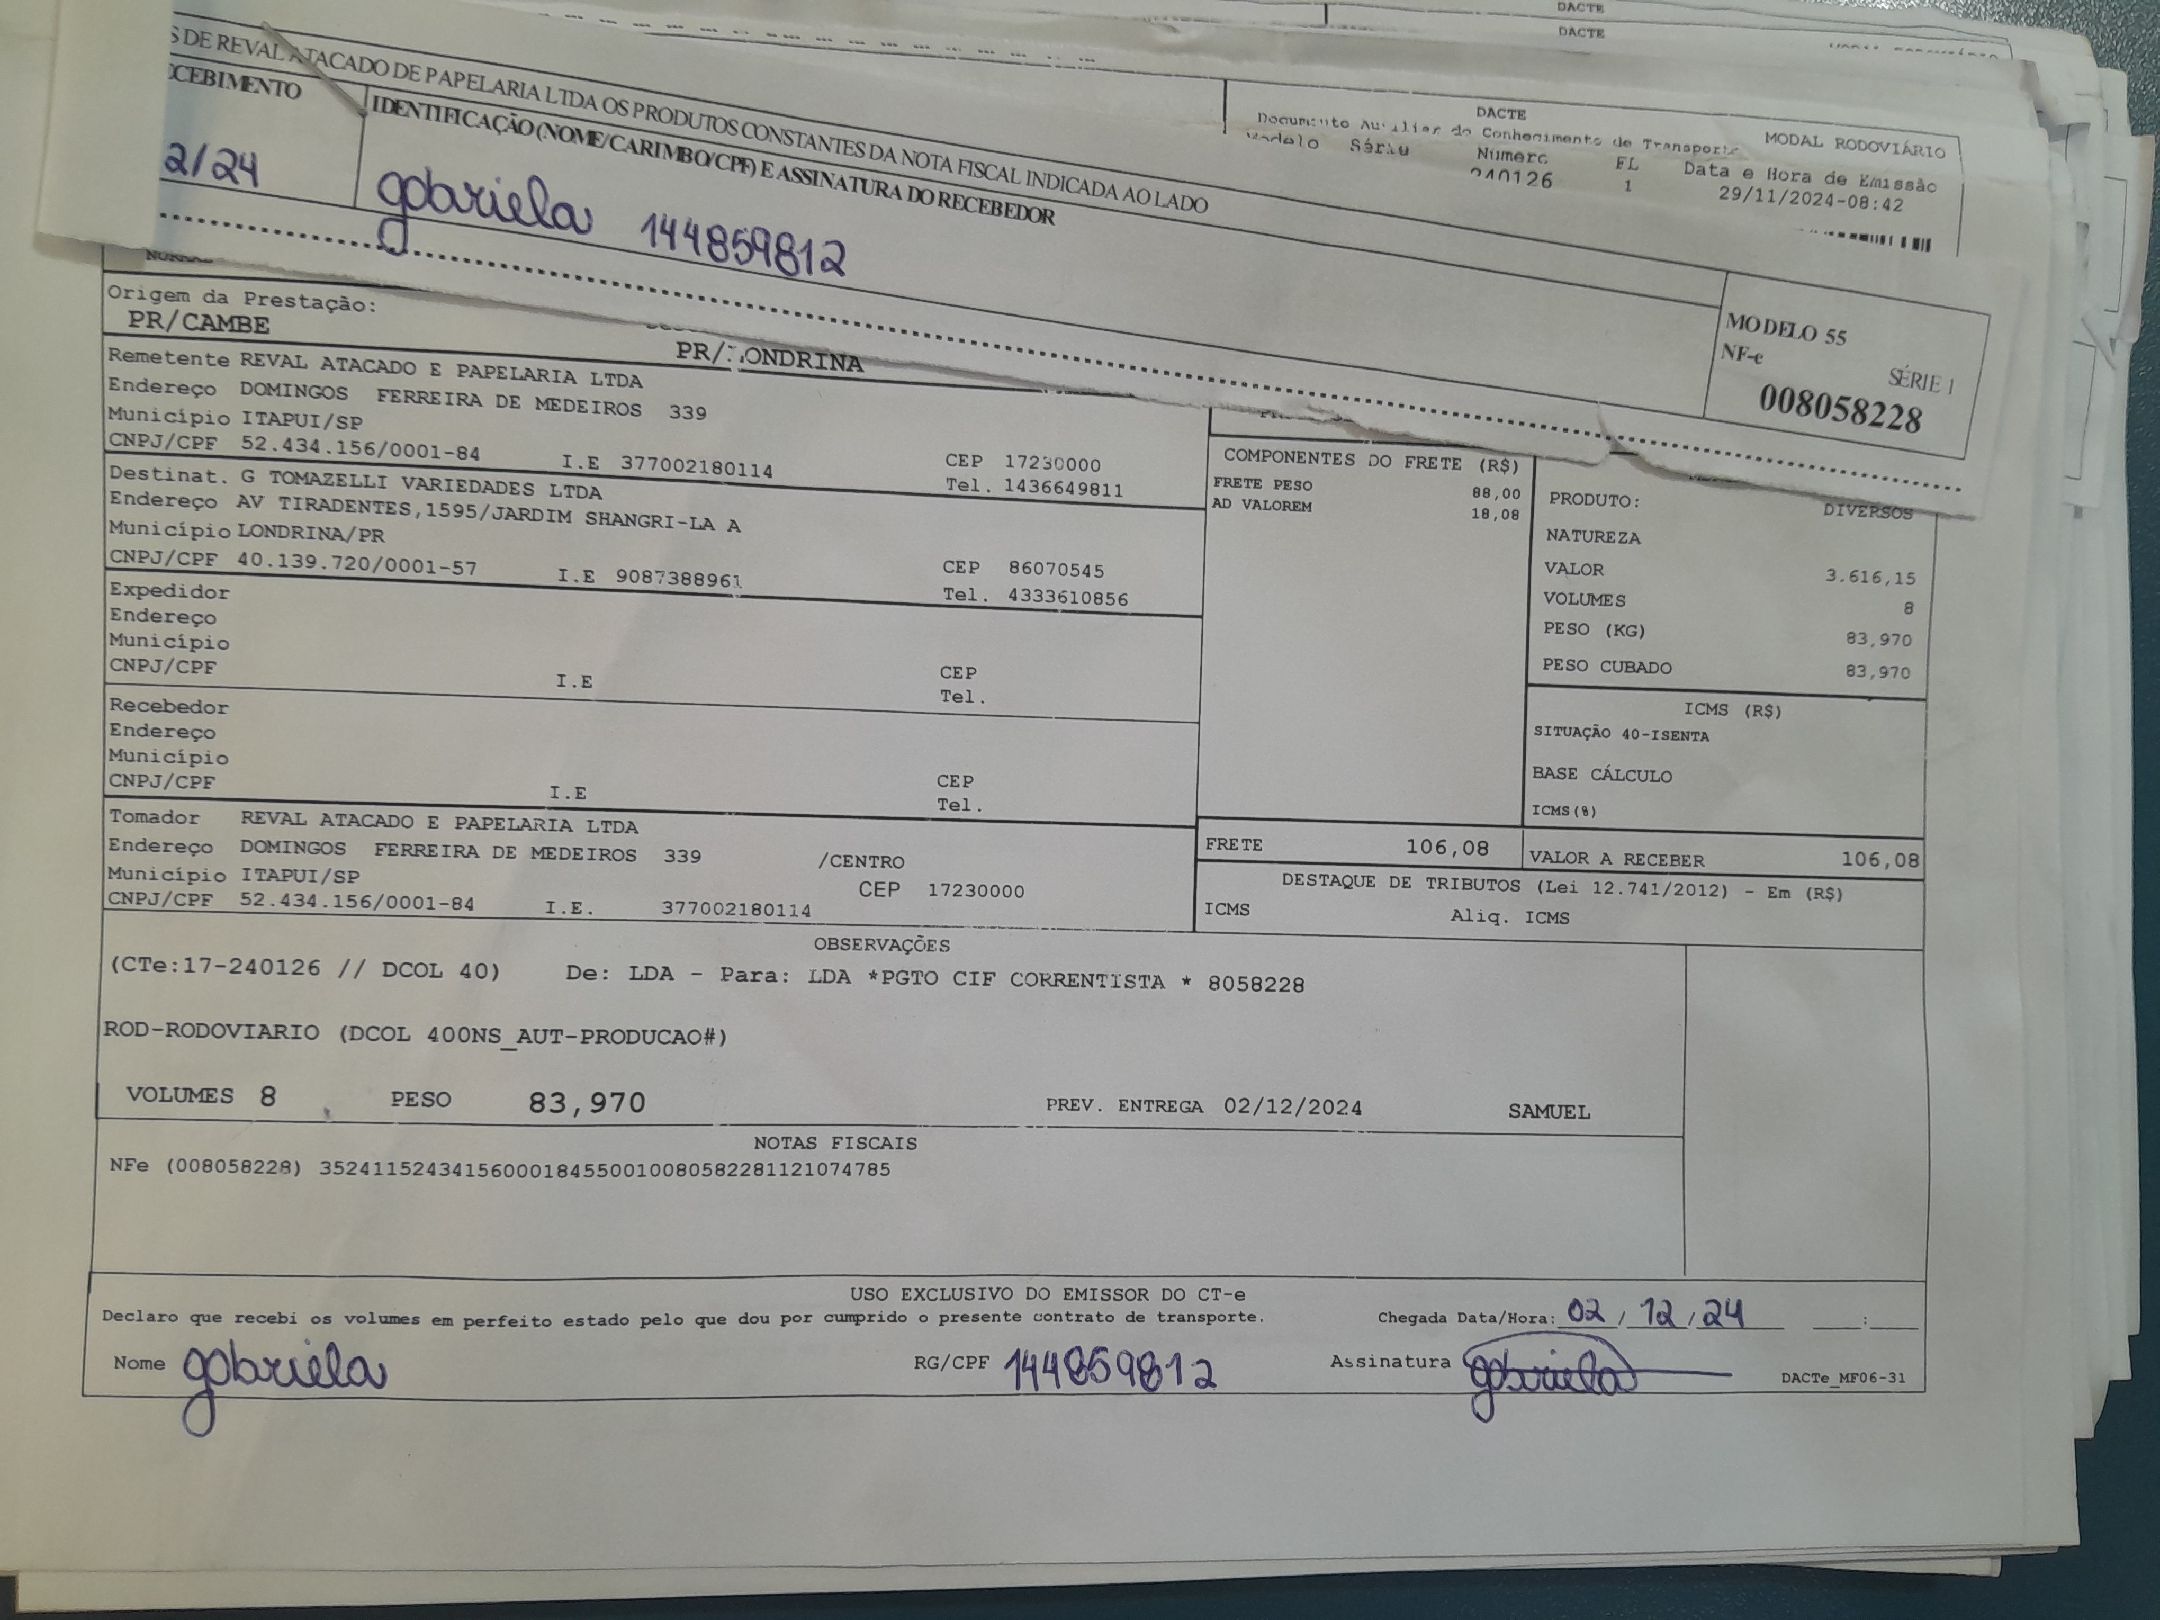 DACTE
DACTE
S DE REVAL ATACADO DE PAPELARIA LTDA OS PRODUTOS CONSTANTES DA NOTA FISCAL INDICADA AO LADO
CEBIMENTO
IDENTIFICAÇÃO (NOME/CARIMBO/CPF) E ASSINATURA DO RECEBEDOR
2/24
gabriela 144859812
MODELO 55
NF-e
SÉRIE 1
008058228
DACTE
Documento Auxiliar do Conhecimento de Transporte
MODAL RODOVIÁRIO
Modelo Série Numero FL Data e Hora de Emissão
240126 1 29/11/2024-08:42
Origem da Prestação:
PR/CAMBE
PR/LONDRINA
Remetente REVAL ATACADO E PAPELARIA LTDA
Endereço DOMINGOS FERREIRA DE MEDEIROS 339
Município ITAPUI/SP
CNPJ/CPF 52.434.156/0001-84 I.E 377002180114
CEP 17230000
Tel. 1436649811
Destinat. G TOMAZELLI VARIEDADES LTDA
Endereço AV TIRADENTES,1595/JARDIM SHANGRI-LA A
Município LONDRINA/PR
CNPJ/CPF 40.139.720/0001-57 I.E 9087388961
CEP 86070545
Tel. 4333610856
Expedidor
Endereço
Município
CNPJ/CPF I.E
CEP
Tel.
Recebedor
Endereço
Município
CNPJ/CPF I.E
CEP
Tel.
Tomador REVAL ATACADO E PAPELARIA LTDA
Endereço DOMINGOS FERREIRA DE MEDEIROS 339 /CENTRO
Município ITAPUI/SP CEP 17230000
CNPJ/CPF 52.434.156/0001-84 I.E. 377002180114
COMPONENTES DO FRETE (R$)
FRETE PESO 88,00
AD VALOREM 18,08
PRODUTO: DIVERSOS
NATUREZA
VALOR 3.616,15
VOLUMES 8
PESO (KG) 83,970
PESO CUBADO 83,970
ICMS (R$)
SITUAÇÃO 40-ISENTA
BASE CÁLCULO
ICMS(%)
FRETE 106,08
VALOR A RECEBER 106,08
DESTAQUE DE TRIBUTOS (Lei 12.741/2012) - Em (R$)
ICMS Aliq. ICMS
OBSERVAÇÕES
(CTe:17-240126 // DCOL 40) De: LDA - Para: LDA *PGTO CIF CORRENTISTA * 8058228
ROD-RODOVIARIO (DCOL 400NS_AUT-PRODUCAO#)
VOLUMES 8 PESO 83,970 PREV. ENTREGA 02/12/2024 SAMUEL
NOTAS FISCAIS
NFe (008058228) 35241152434156000184550010080582281121074785
USO EXCLUSIVO DO EMISSOR DO CT-e
Declaro que recebi os volumes em perfeito estado pelo que dou por cumprido o presente contrato de transporte.
Chegada Data/Hora: 02/12/24 __:__
Nome gabriela RG/CPF 144859812 Assinatura gabriela
DACTe_MF06-31